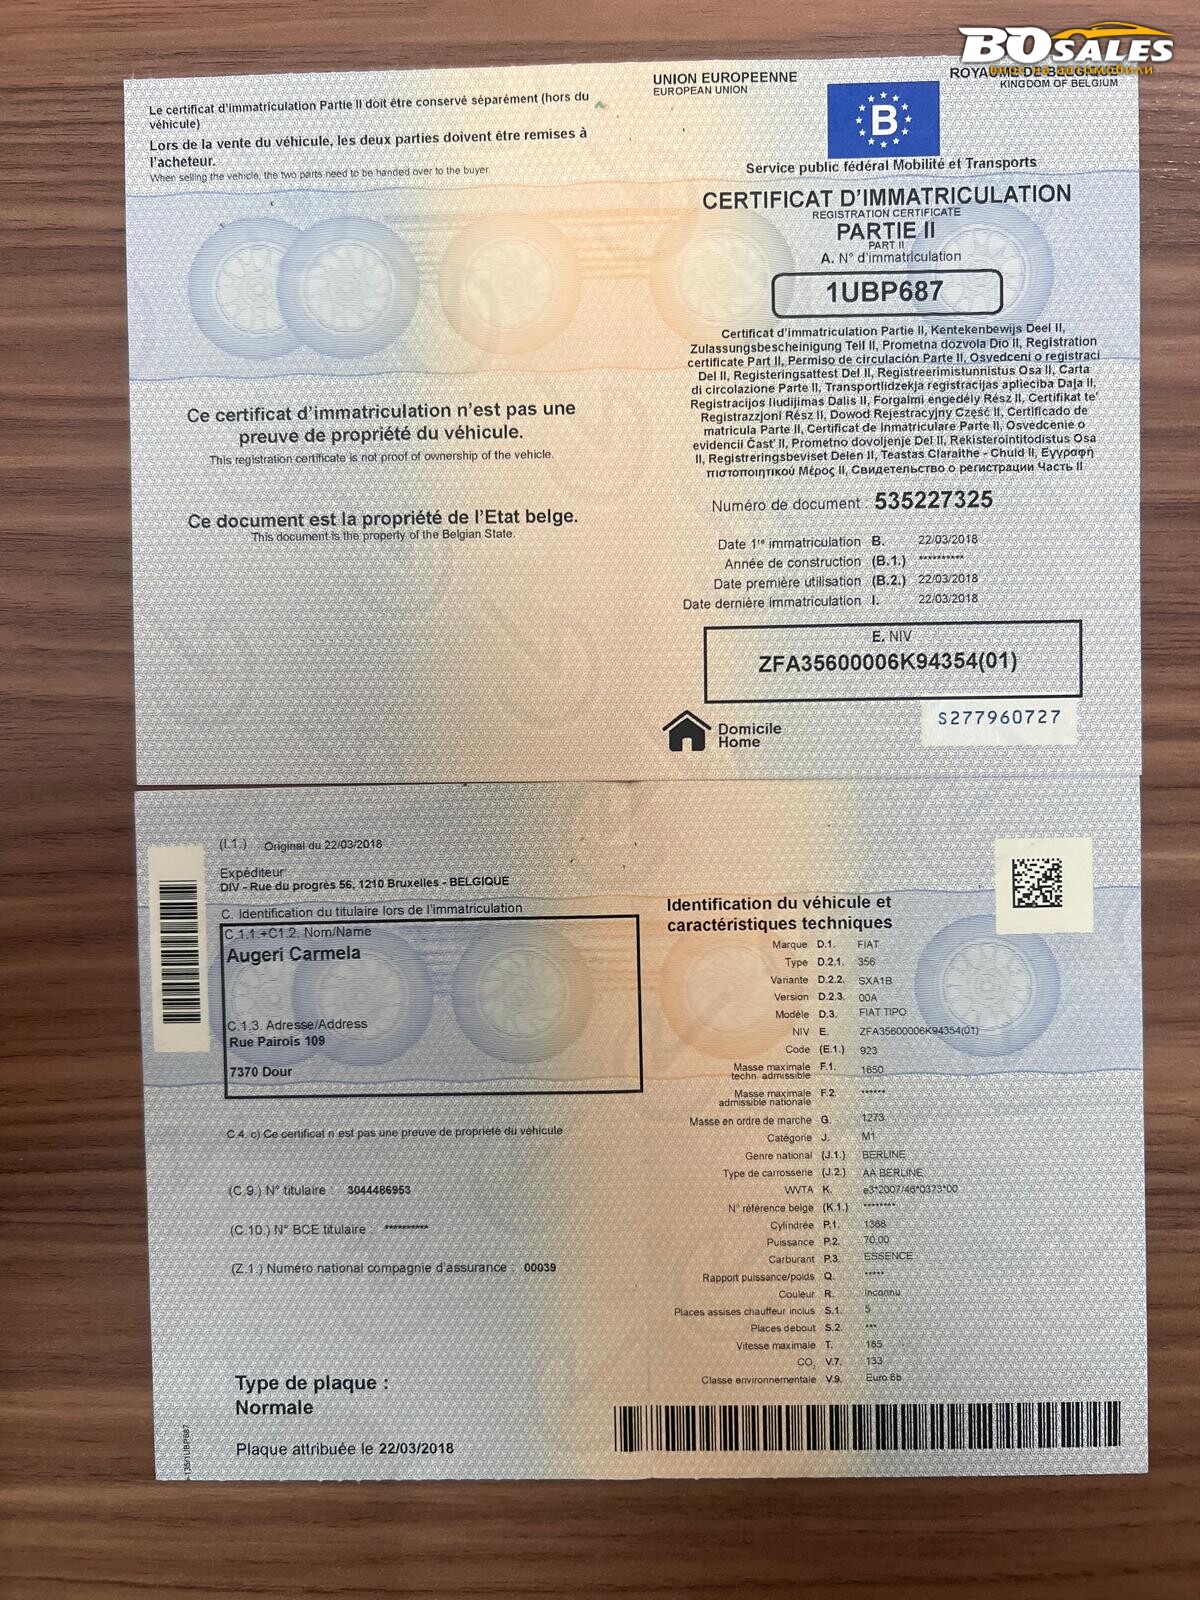 BOSALES
Le certificat d'immatriculation Partie II doit être conservé séparément (hors du
véhicule)
Lors de la vente du véhicule, les deux parties doivent être remises à
l'acheteur.
When selling the vehicle, the two parts need to be handed over to the buyer.
Ce certificat d'immatriculation n'est pas une
preuve de propriété du véhicule.
This registration certificate is not proof of ownership of the vehicle.
Ce document est la propriété de l'Etat belge.
This document is the property of the Belgian State.
UNION EUROPEENNE
EUROPEAN UNION
KINGDOM OF BELGIUM
B
Service public fédéral Mobilité et Transports
CERTIFICAT D'IMMATRICULATION
REGISTRATION CERTIFICATE
PARTIE II
PART II
A. N° d'immatriculation
1UBP687
Certificat d'immatriculation Partie II, Kentekenbewijs Deel II,
Zulassungsbescheinigung Teil II, Prometna dozvola Dio II, Registration
certificate Part II, Permiso de circulación Parte II, Osvedceni o registraci
Del II, Registeringsattest Del II, Registreerimistunnistus Osa II, Carta
di circolazione Parte II, Transportlidzekja registracijas aplieciba Daja II,
Registracijos liudijimas Dalis II, Forgalmi engedély Rész II, Certifikat te'
Registrazzjoni Rész II, Dowod Rejestracyjny Część II, Certificado de
matricula Parte II, Certificat de Inmatriculare Parte II, Osvedcenie o
evidencii Časť II, Prometno dovoljenje Del II, Rekisterointitodistus Osa
II, Registreringsbeviset Delen II, Teastas Claraithe - Chuid II, Εγγραφή
πιστοποιητικού Μέρος II, Свидетельство о регистрации Часть II
Numéro de document : 535227325
Date 1re immatriculation B. 22/03/2018
Année de construction (B.1.) **********
Date première utilisation (B.2.) 22/03/2018
Date dernière immatriculation I. 22/03/2018
E. NIV
ZFA35600006K94354(01)
Domicile
Home
S277960727
(I.1.) Original du 22/03/2018
Expéditeur
DIV - Rue du progrès 56, 1210 Bruxelles - BELGIQUE
C. Identification du titulaire lors de l'immatriculation
C.1.1.+C1.2. Nom/Name
Augeri Carmela
C.1.3. Adresse/Address
Rue Pairois 109
7370 Dour
C.4. c) Ce certificat n'est pas une preuve de propriété du véhicule
(C.9.) N° titulaire : 3044486953
(C.10.) N° BCE titulaire : **********
(Z.1.) Numéro national compagnie d'assurance : 00039
Type de plaque :
Normale
Plaque attribuée le 22/03/2018
Identification du véhicule et
caractéristiques techniques
Marque D.1. FIAT
Type D.2.1. 356
Variante D.2.2. SXA1B
Version D.2.3. 00A
Modèle D.3. FIAT TIPO
NIV E. ZFA35600006K94354(01)
Code (E.1.) 923
Masse maximale
techn. admissible F.1. 1650
Masse maximale
admissible nationale F.2. ******
Masse en ordre de marche G. 1273
Catégorie J. M1
Genre national (J.1.) BERLINE
Type de carrosserie (J.2.) AA BERLINE
WVTA K. e3*2007/46*0373*00
N° référence belge (K.1.) ********
Cylindrée P.1. 1368
Puissance P.2. 70.00
Carburant P.3. ESSENCE
Rapport puissance/poids Q. *****
Couleur R. Inconnu
Places assises chauffeur inclus S.1. 5
Places debout S.2. ***
Vitesse maximale T. 185
CO2 V.7. 133
Classe environnementale V.9. Euro 6b